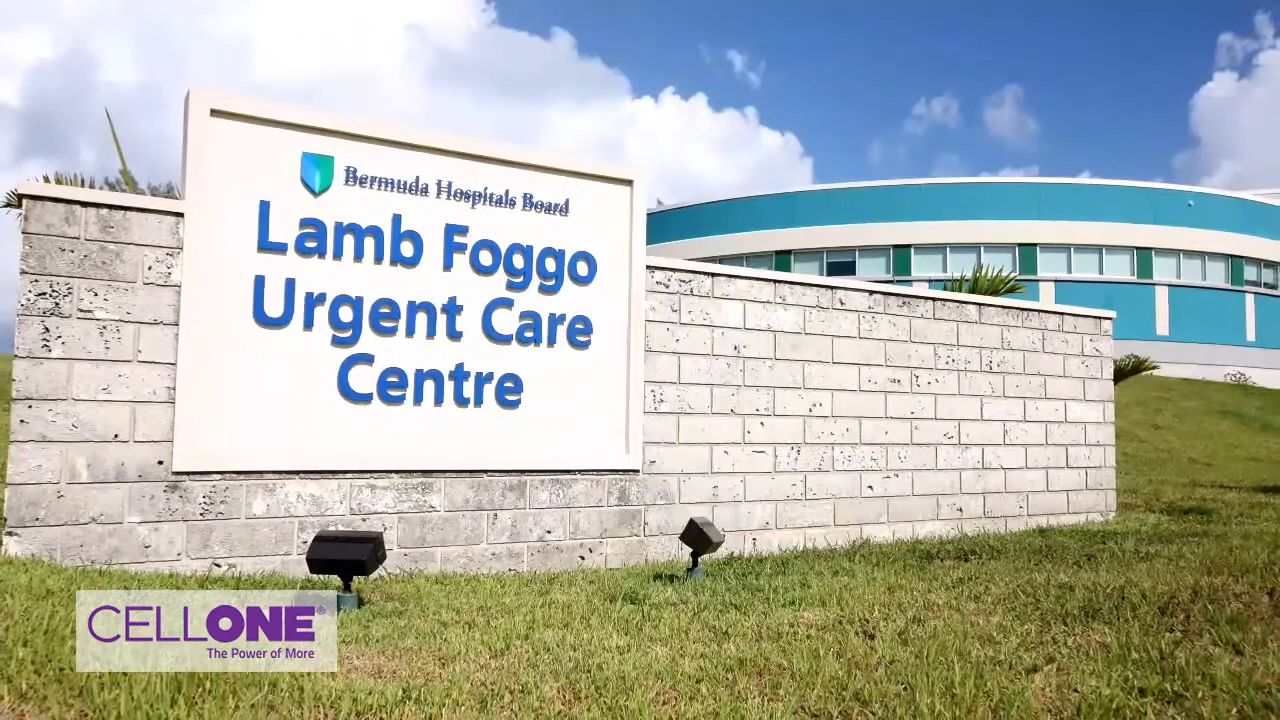 Bermuda Hospitals Board
Lamb Foggo
Urgent Care
Centre
CELLONE®
The Power of More